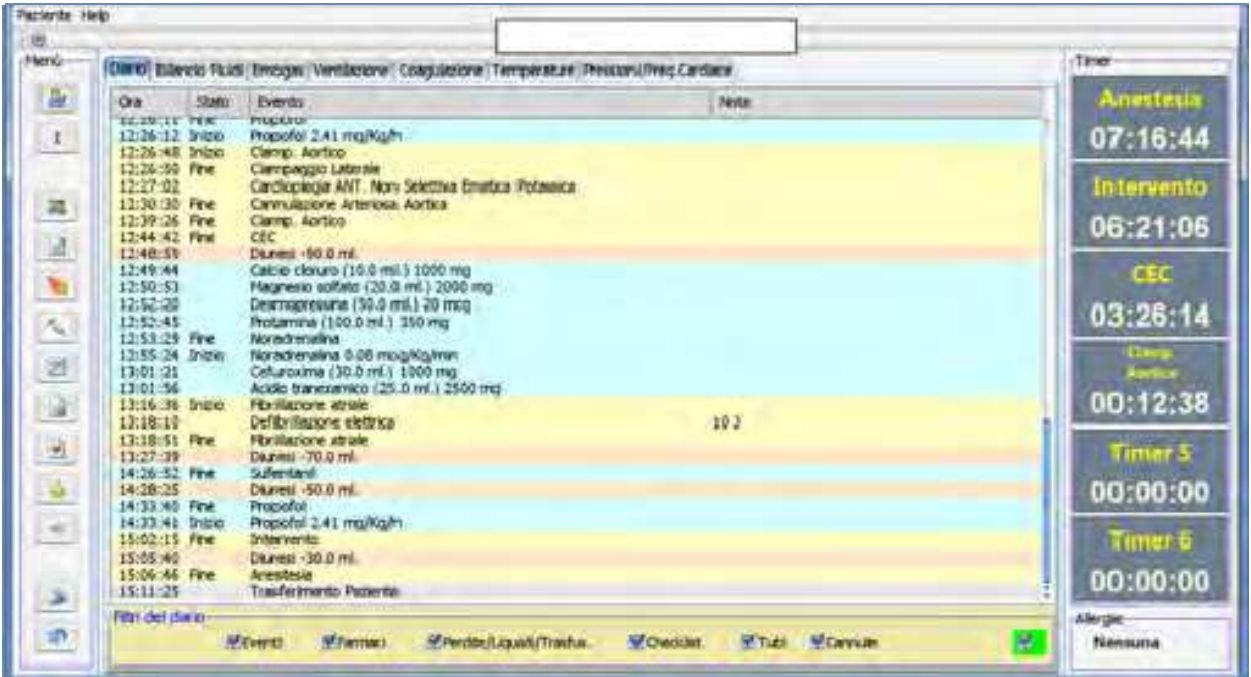 Paziente Help
Menù
Diario Bilancio Fluidi Emogas Ventilazione Coagulazione Temperature Pressioni/Freq.Cardiaca
Ora Stato Evento Note
Fine Propofol
12:26:12 Inizio Propofol 2.41 mg/Kg/h
12:26:48 Inizio Clamp. Aortico
12:26:50 Fine Clampaggio Laterale
12:27:02 Cardioplegia ANT. Non Selettiva Ematica Potassica
12:30:30 Fine Cannulazione Arteriosa: Aortica
12:39:26 Fine Clamp. Aortico
12:44:42 Fine CEC
12:48:59 Diuresi -90.0 ml.
12:49:44 Calcio cloruro (10.0 ml.) 1000 mg
12:50:53 Magnesio solfato (20.0 ml.) 2000 mg
12:52:20 Desmopressina (50.0 ml.) 20 mcg
12:52:45 Protamina (100.0 ml.) 350 mg
12:53:29 Fine Noradrenalina
12:55:24 Inizio Noradrenalina 0.08 mcg/Kg/min
13:01:21 Cefuroxima (30.0 ml.) 1000 mg
13:01:56 Acido tranexamico (25.0 ml.) 2500 mg
13:16:36 Inizio Fibrillazione atriale
13:18:10 Defibrillazione elettrica 10 J
13:18:51 Fine Fibrillazione atriale
13:27:39 Diuresi -70.0 ml.
14:26:52 Fine Sufentanil
14:28:25 Diuresi -50.0 ml.
14:33:40 Fine Propofol
14:33:41 Inizio Propofol 2.41 mg/Kg/h
15:02:15 Fine Intervento
15:05:40 Diuresi -30.0 ml.
15:06:46 Fine Anestesia
15:11:25 Trasferimento Paziente
Filtri del diario
Eventi Farmaci Perdite/Liquidi/Trasfus.. Checklist Tubi Cannule
Timer
Anestesia
07:16:44
Intervento
06:21:06
CEC
03:26:14
Clamp.
Aortico
00:12:38
Timer 5
00:00:00
Timer 6
00:00:00
Allergie
Nessuna